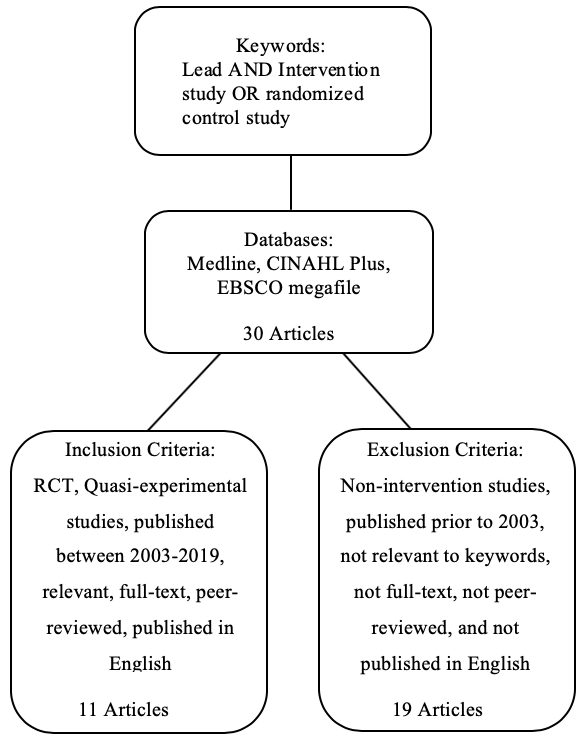 Keywords:
Lead AND Intervention
study OR randomized
control study
Databases:
Medline, CINAHL Plus,
EBSCO megafile
30 Articles
Inclusion Criteria:
RCT, Quasi-experimental
studies, published
between 2003-2019,
relevant, full-text, peer-
reviewed, published in
English
11 Articles
Exclusion Criteria:
Non-intervention studies,
published prior to 2003,
not relevant to keywords,
not full-text, not peer-
reviewed, and not
published in English
19 Articles